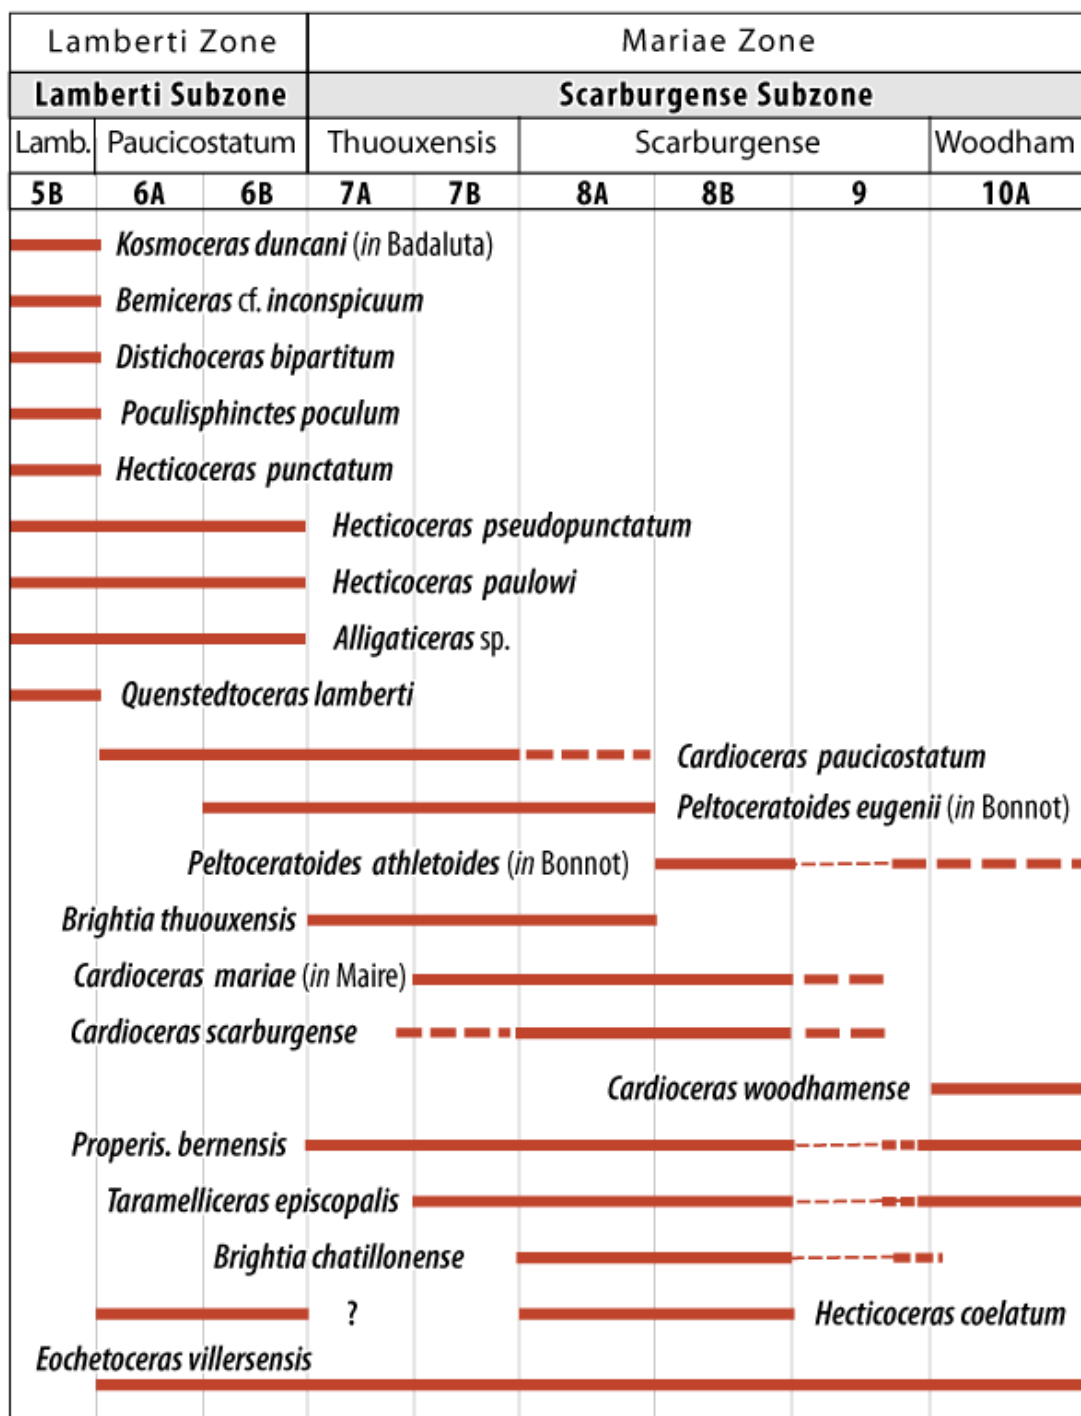 Lamberti Zone Mariae Zone
Lamberti Subzone Scarburgense Subzone
Lamb. Paucicostatum Thuouxensis Scarburgense Woodham
5B 6A 6B 7A 7B 8A 8B 9 10A
Kosmoceras duncani (in Badaluta)
Bemiceras cf. inconspicuum
Distichoceras bipartitum
Poculisphinctes poculum
Hecticoceras punctatum
Hecticoceras pseudopunctatum
Hecticoceras paulowi
Alligaticeras sp.
Quenstedtoceras lamberti
Cardioceras paucicostatum
Peltoceratoides eugenii (in Bonnot)
Peltoceratoides athletoides (in Bonnot)
Brightia thuouxensis
Cardioceras mariae (in Maire)
Cardioceras scarburgense
Cardioceras woodhamense
Properis. bernensis
Taramelliceras episcopalis
Brightia chatillonense
? Hecticoceras coelatum
Eochetoceras villersensis